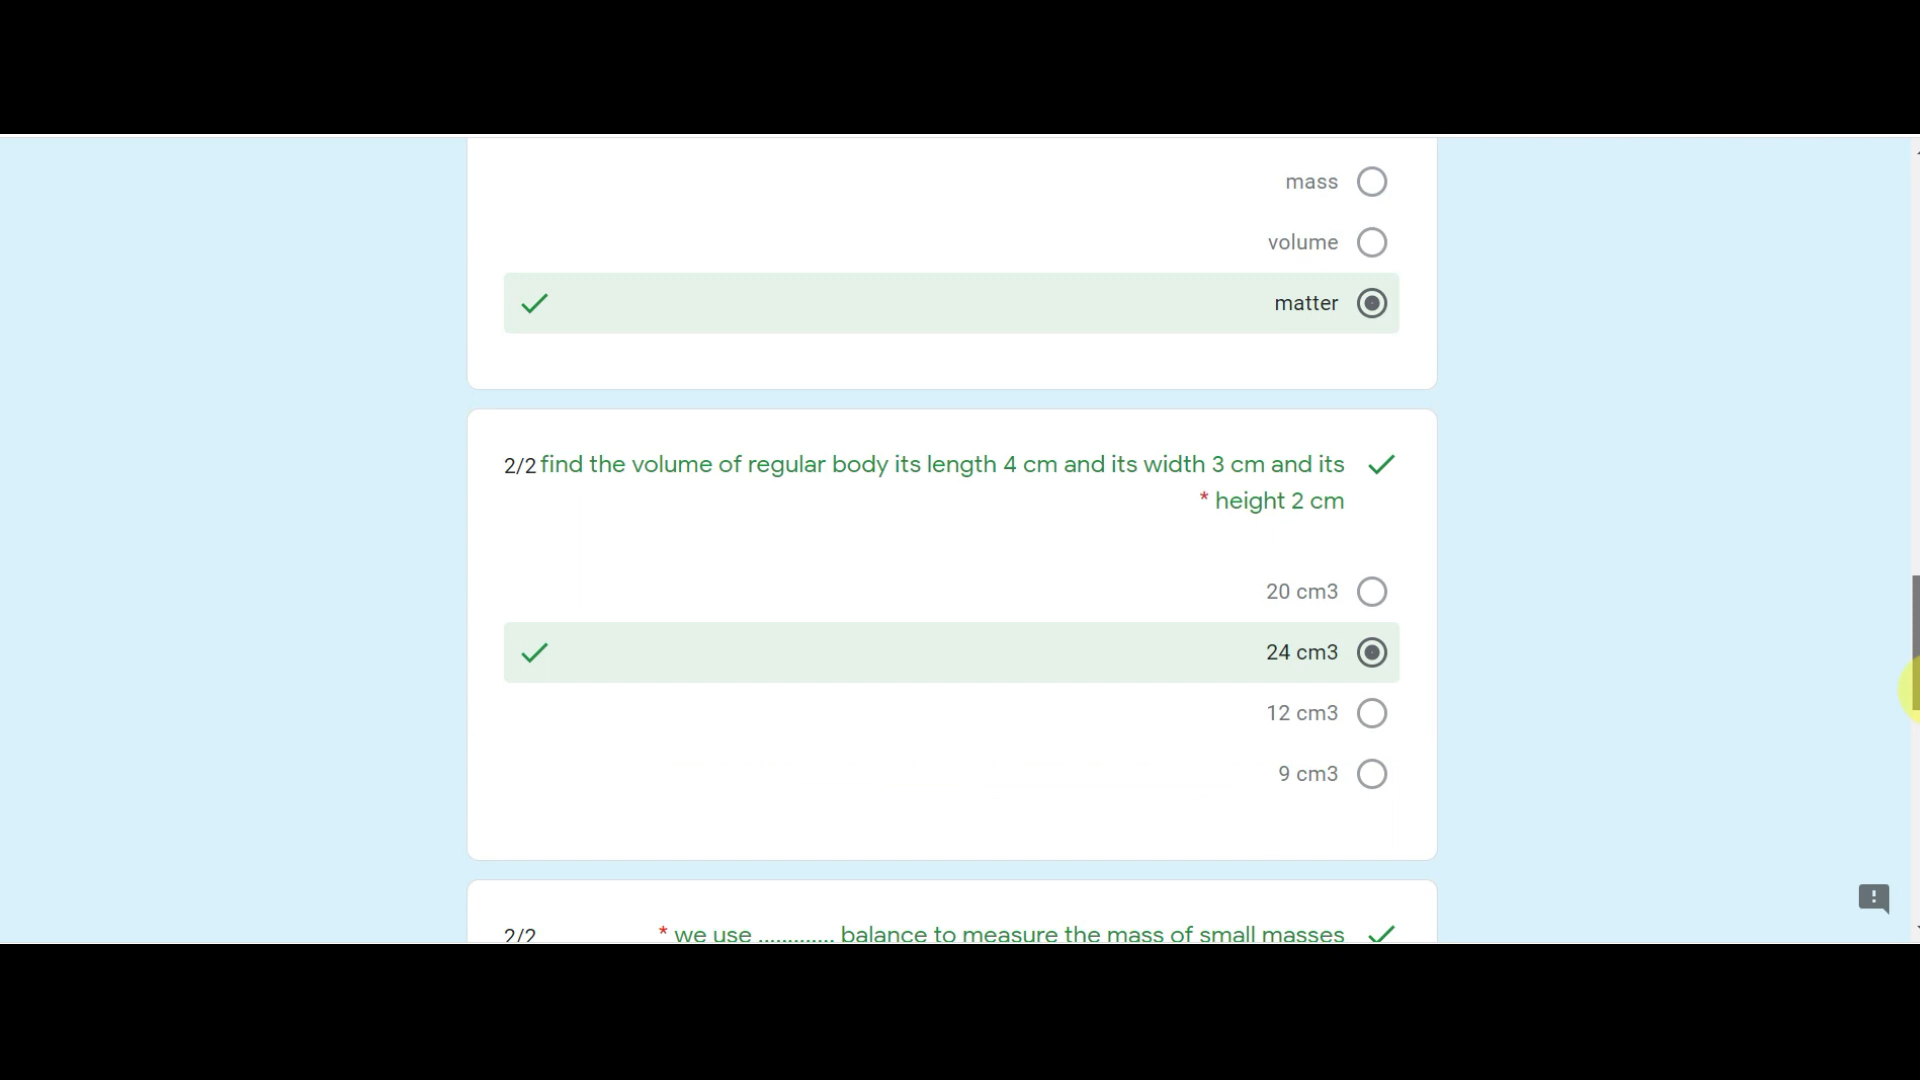 mass
volume
matter
2/2 find the volume of regular body its length 4 cm and its width 3 cm and its
* height 2 cm
20 cm3
24 cm3
12 cm3
9 cm3
2/2 * we use ............. balance to measure the mass of small masses